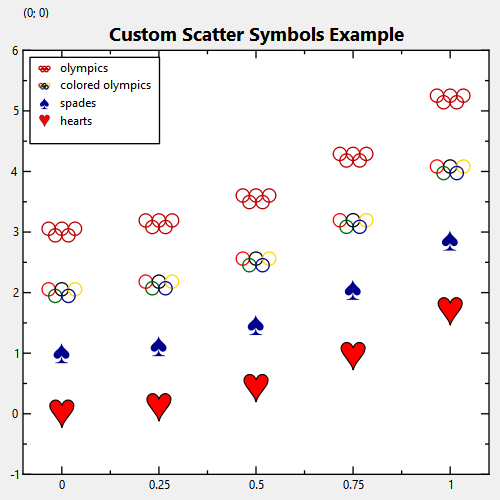 (0; 0)
Custom Scatter Symbols Example
olympics
colored olympics
spades
hearts
6
5
4
3
2
1
0
-1
0 0.25 0.5 0.75 1